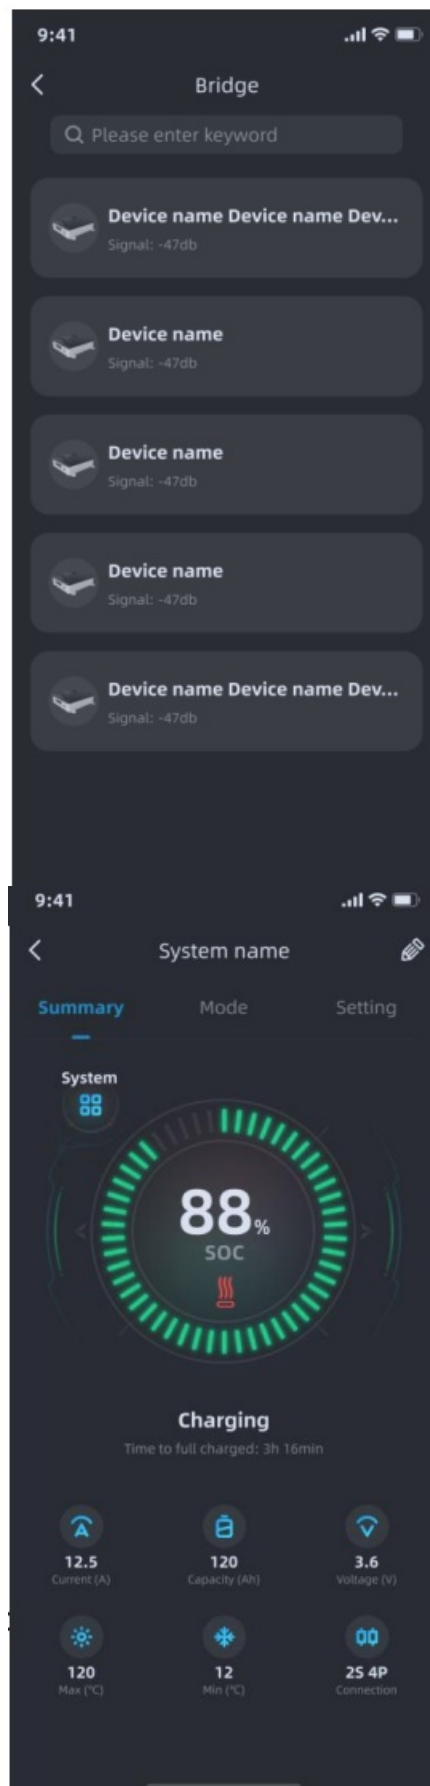 9:41
Bridge
Please enter keyword
Device name Device name Dev...
Signal: -47db
Device name
Signal: -47db
Device name
Signal: -47db
Device name
Signal: -47db
Device name Device name Dev...
Signal: -47db
9:41
System name
Summary Mode Setting
System
88%
SOC
Charging
Time to full charged: 3h 16min
12.5 120 3.6
Current (A) Capacity (Ah) Voltage (V)
120 12 2S 4P
Max (°C) Min (°C) Connection